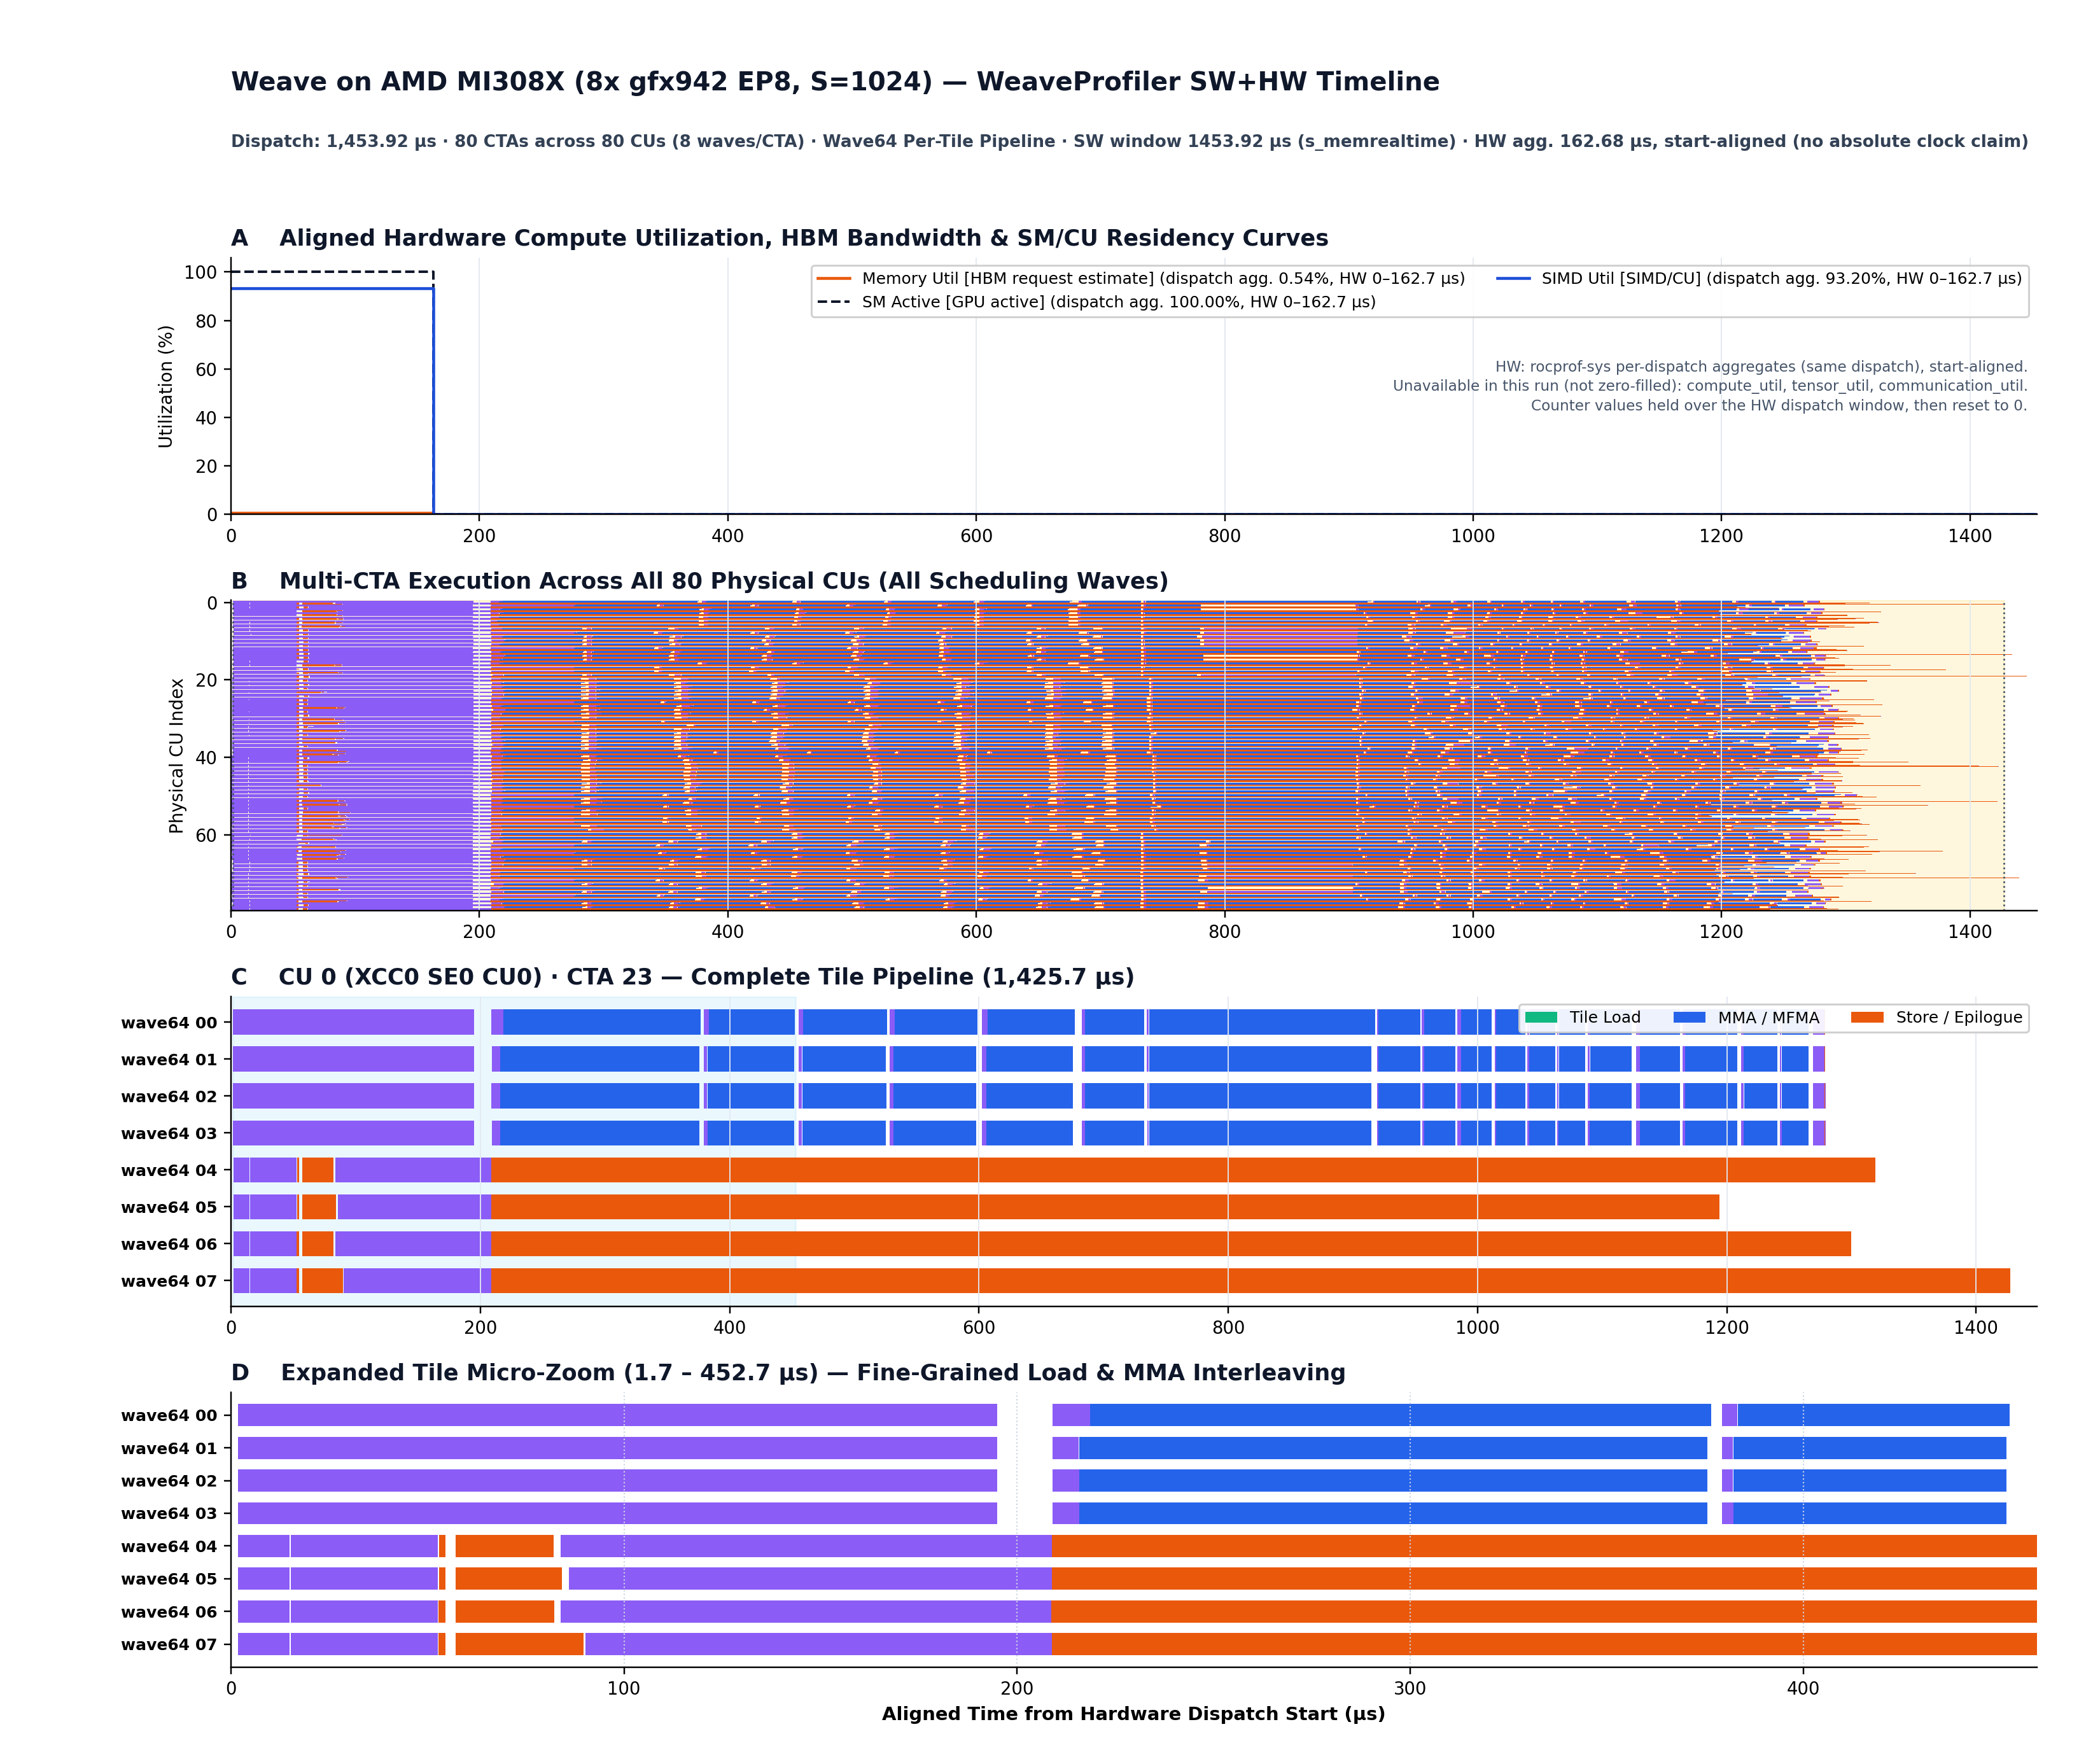 Weave on AMD MI308X (8x gfx942 EP8, S=1024) — WeaveProfiler SW+HW Timeline
Dispatch: 1,453.92 µs · 80 CTAs across 80 CUs (8 waves/CTA) · Wave64 Per-Tile Pipeline · SW window 1453.92 µs (s_memrealtime) · HW agg. 162.68 µs, start-aligned (no absolute clock claim)
A Aligned Hardware Compute Utilization, HBM Bandwidth & SM/CU Residency Curves
Utilization (%)
100
80
60
40
20
0
Memory Util [HBM request estimate] (dispatch agg. 0.54%, HW 0–162.7 µs)
SM Active [GPU active] (dispatch agg. 100.00%, HW 0–162.7 µs)
SIMD Util [SIMD/CU] (dispatch agg. 93.20%, HW 0–162.7 µs)
HW: rocprof-sys per-dispatch aggregates (same dispatch), start-aligned.
Unavailable in this run (not zero-filled): compute_util, tensor_util, communication_util.
Counter values held over the HW dispatch window, then reset to 0.
0 200 400 600 800 1000 1200 1400
B Multi-CTA Execution Across All 80 Physical CUs (All Scheduling Waves)
Physical CU Index
0
20
40
60
0 200 400 600 800 1000 1200 1400
C CU 0 (XCC0 SE0 CU0) · CTA 23 — Complete Tile Pipeline (1,425.7 µs)
Tile Load MMA / MFMA Store / Epilogue
wave64 00
wave64 01
wave64 02
wave64 03
wave64 04
wave64 05
wave64 06
wave64 07
0 200 400 600 800 1000 1200 1400
D Expanded Tile Micro-Zoom (1.7 – 452.7 µs) — Fine-Grained Load & MMA Interleaving
wave64 00
wave64 01
wave64 02
wave64 03
wave64 04
wave64 05
wave64 06
wave64 07
0 100 200 300 400
Aligned Time from Hardware Dispatch Start (µs)